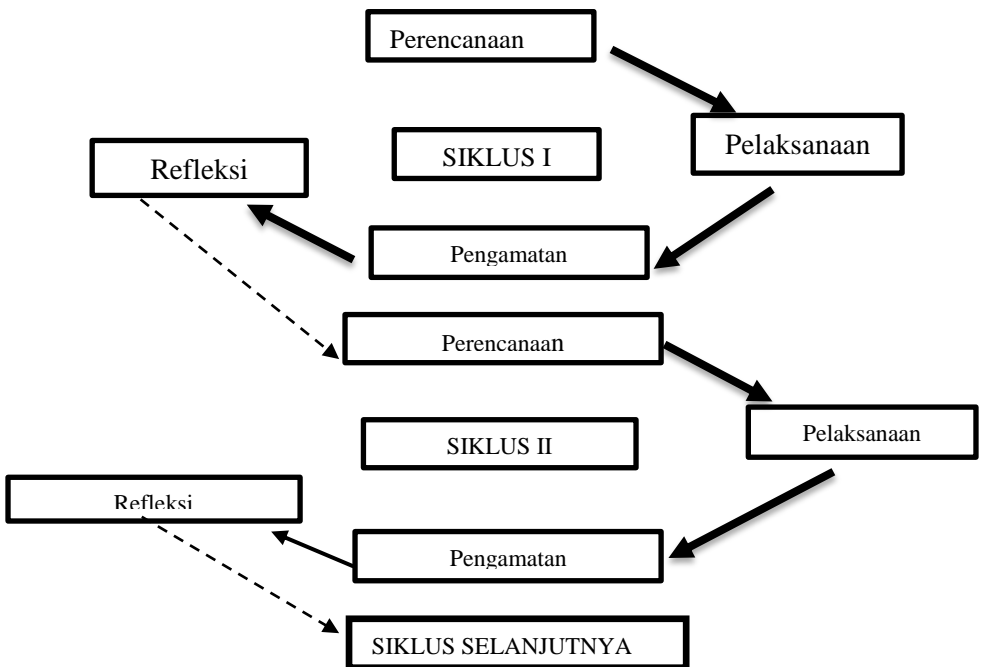 Perencanaan
Pelaksanaan
SIKLUS I
Refleksi
Pengamatan
Perencanaan
Pelaksanaan
SIKLUS II
Refleksi
Pengamatan
SIKLUS SELANJUTNYA